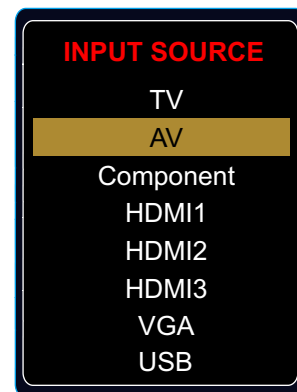 INPUT SOURCE
TV
AV
Component
HDMI1
HDMI2
HDMI3
VGA
USB